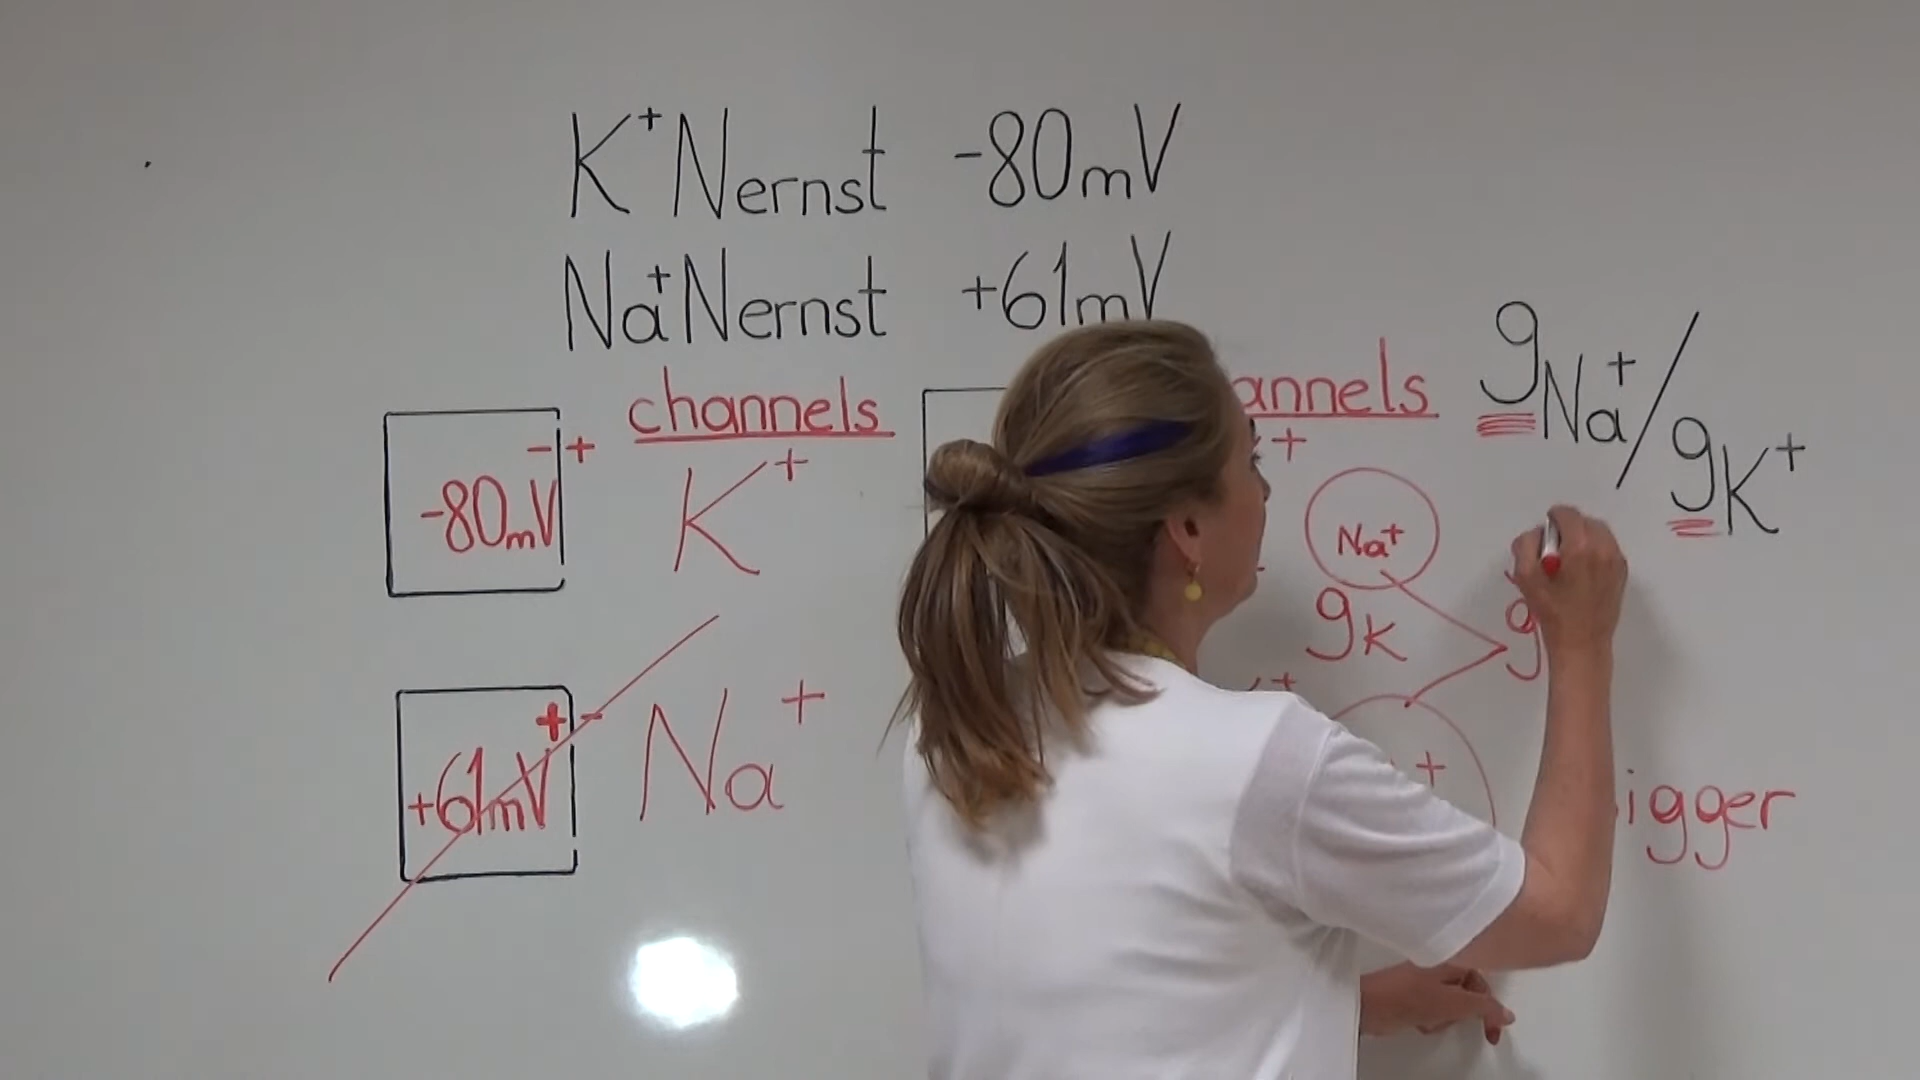 K⁺ Nernst -80mV
Na⁺ Nernst +61mV
channels
- +
-80mV
K⁺
+ -
+61mV
Na⁺
annels
+
Na⁺
gK
+
+
igger
gNa⁺/gK⁺
g